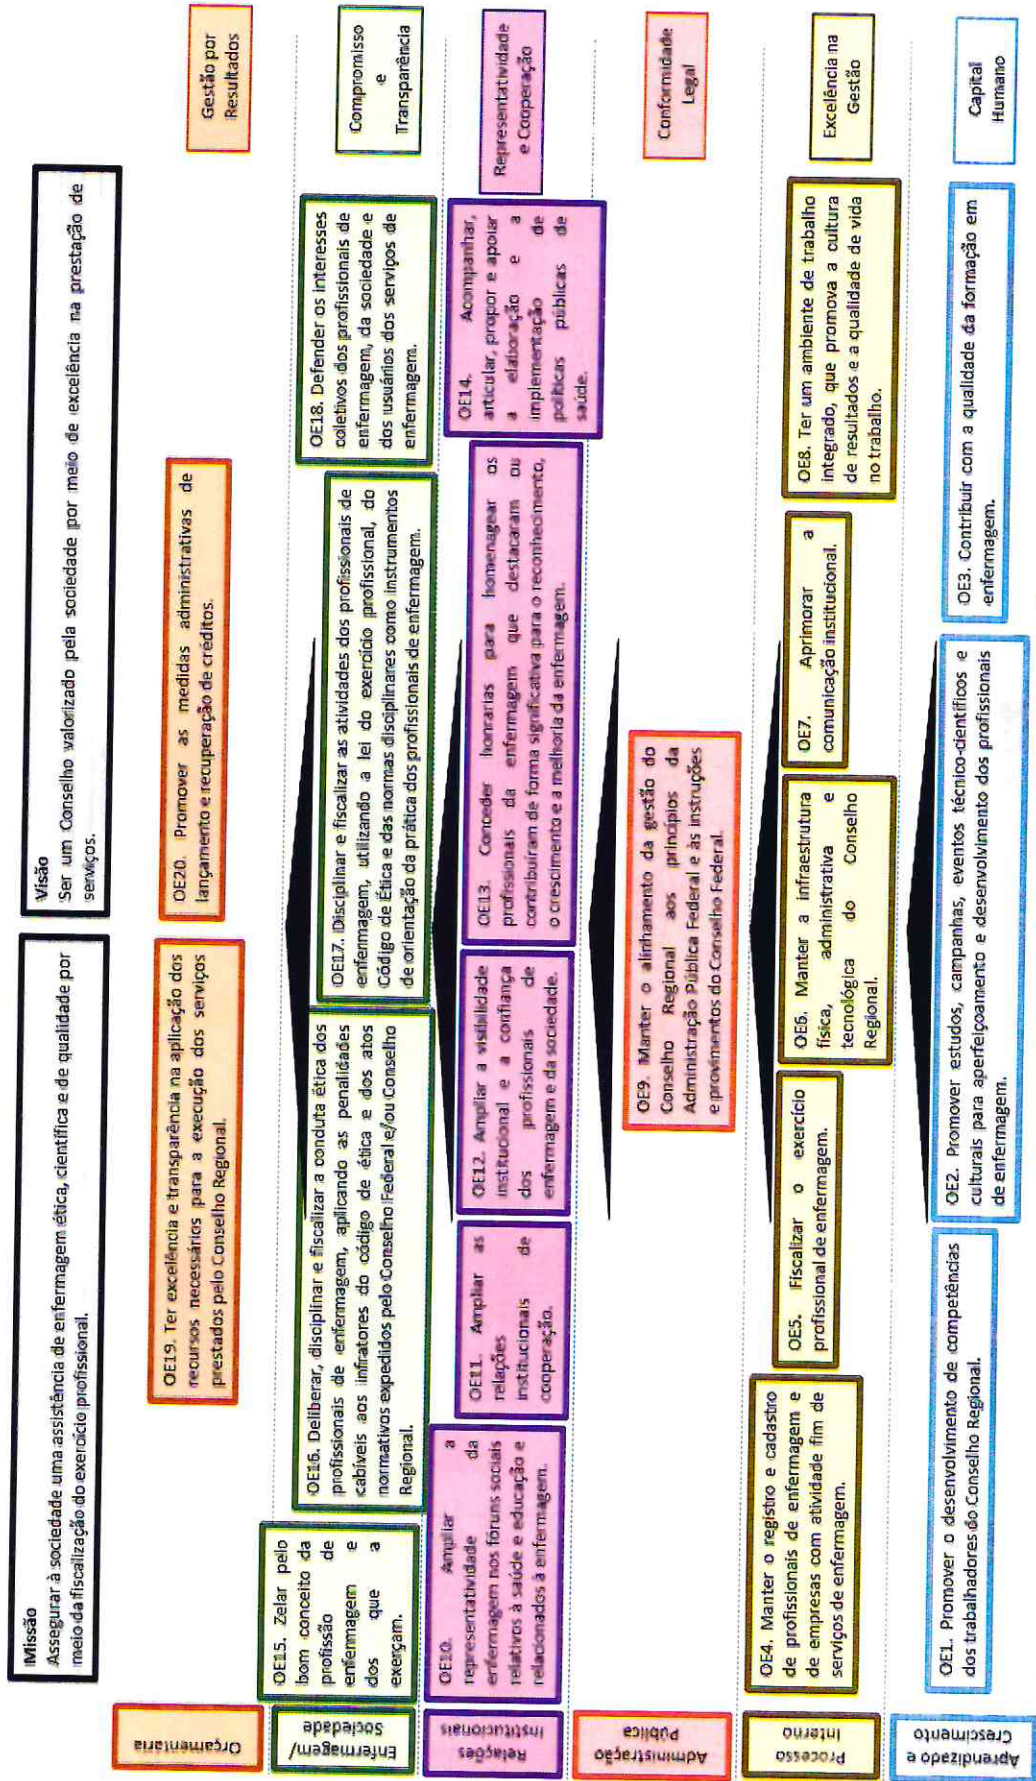 Missão
Assegurar à sociedade uma assistência de enfermagem ética, científica e de qualidade por
meio da fiscalização do exercício profissional.
Visão
Ser um Conselho valorizado pela sociedade por meio de excelência na prestação de
serviços.
Orçamentária
OE19. Ter excelência e transparência na aplicação dos
recursos necessários para a execução dos serviços
prestados pelo Conselho Regional.
OE20. Promover as medidas administrativas de
lançamento e recuperação de créditos.
Gestão por
Resultados
Enfermagem/
Sociedade
OE15. Zelar pelo
bom conceito da
profissão de
enfermagem e
dos que a
exerçam.
OE16. Deliberar, disciplinar e fiscalizar a conduta ética dos
profissionais de enfermagem, aplicando as penalidades
cabíveis aos infratores do código de ética e dos atos
normativos expedidos pelo Conselho Federal e/ou Conselho
Regional.
OE17. Disciplinar e fiscalizar as atividades dos profissionais de
enfermagem, utilizando a lei do exercício profissional, do
Código de Ética e das normas disciplinares como instrumentos
de orientação da prática dos profissionais de enfermagem.
OE18. Defender os interesses
coletivos dos profissionais de
enfermagem, da sociedade e
dos usuários dos serviços de
enfermagem.
Compromisso
e
Transparência
Relações
Institucionais
OE10. Ampliar a
representatividade da
enfermagem nos fóruns sociais
relativos à saúde e educação e
relacionados à enfermagem.
OE11. Ampliar as
relações
institucionais de
cooperação.
OE12. Ampliar a visibilidade
institucional e a confiança
dos profissionais de
enfermagem e da sociedade.
OE13. Conceder honrarias para homenagear os
profissionais da enfermagem que destacaram ou
contribuíram de forma significativa para o reconhecimento,
o crescimento e a melhoria da enfermagem.
OE14. Acompanhar,
articular, propor e apoiar
a elaboração e a
implementação de
políticas públicas de
saúde.
Representatividade
e Cooperação
Administração
Pública
OE9. Manter o alinhamento da gestão do
Conselho Regional aos princípios da
Administração Pública Federal e às instruções
e provimentos do Conselho Federal.
Conformidade
Legal
Processo
Interno
OE4. Manter o registro e cadastro
de profissionais de enfermagem e
de empresas com atividade fim de
serviços de enfermagem.
OE5. Fiscalizar o exercício
profissional de enfermagem.
OE6. Manter a infraestrutura
física, administrativa e
tecnológica do Conselho
Regional.
OE7. Aprimorar a
comunicação institucional.
OE8. Ter um ambiente de trabalho
integrado, que promova a cultura
de resultados e a qualidade de vida
no trabalho.
Excelência na
Gestão
Aprendizado e
Crescimento
OE1. Promover o desenvolvimento de competências
dos trabalhadores do Conselho Regional.
OE2. Promover estudos, campanhas, eventos técnico-científicos e
culturais para aperfeiçoamento e desenvolvimento dos profissionais
de enfermagem.
OE3. Contribuir com a qualidade da formação em
enfermagem.
Capital
Humano